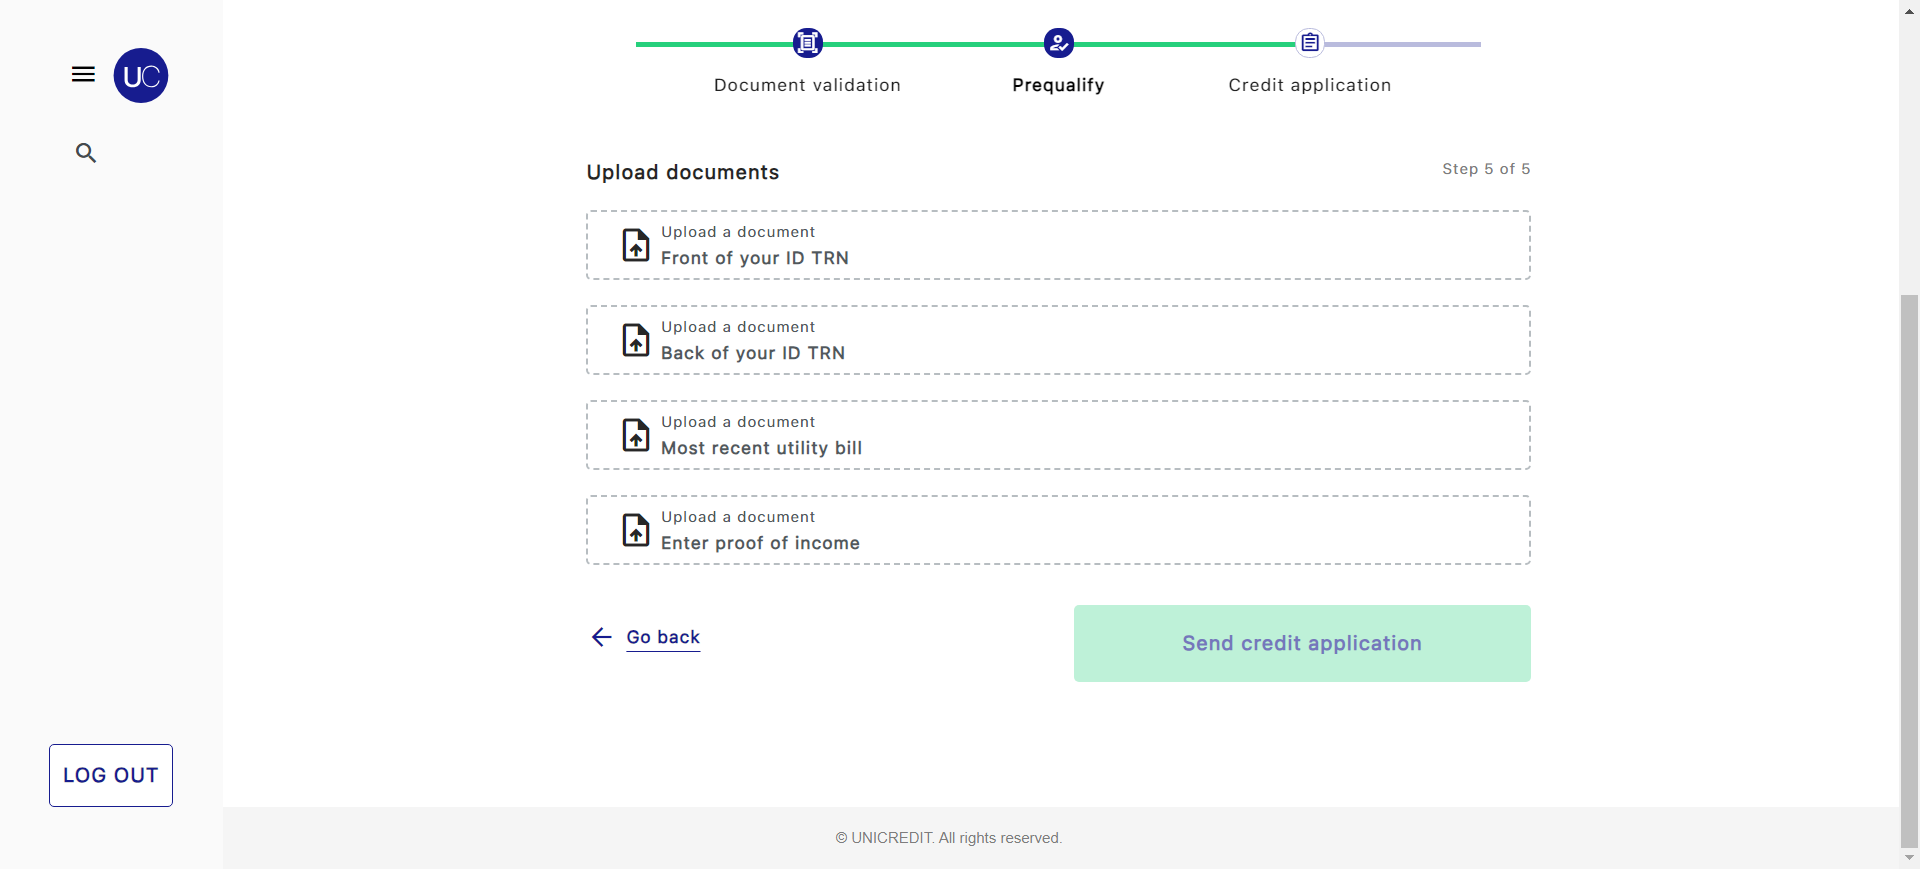 UC
Document validation
Prequalify
Credit application
Upload documents
Step 5 of 5
Upload a document
Front of your ID TRN
Upload a document
Back of your ID TRN
Upload a document
Most recent utility bill
Upload a document
Enter proof of income
Go back
Send credit application
LOG OUT
© UNICREDIT. All rights reserved.